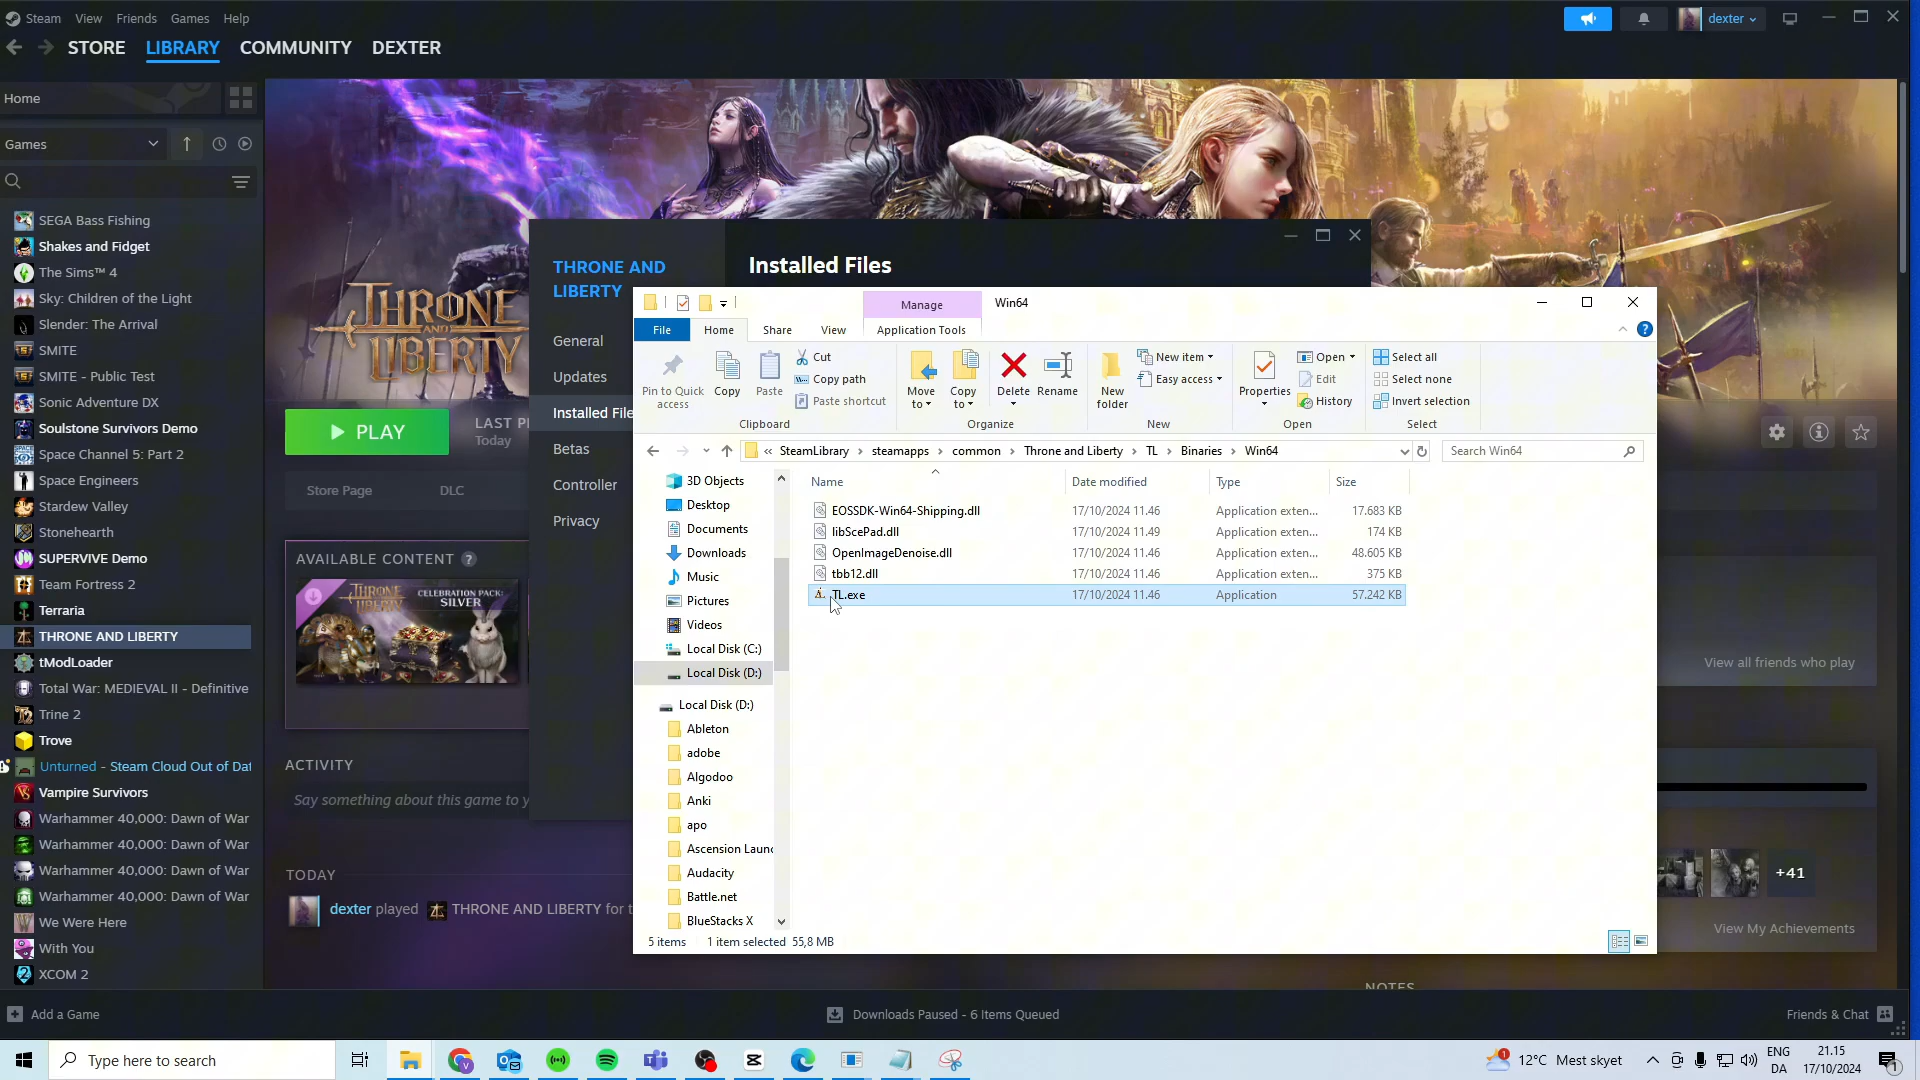 Steam View Friends Games Help
dexter
STORE LIBRARY COMMUNITY DEXTER
Home
Games
SEGA Bass Fishing
Shakes and Fidget
The Sims™ 4
Sky: Children of the Light
Slender: The Arrival
SMITE
SMITE - Public Test
Sonic Adventure DX
Soulstone Survivors Demo
Space Channel 5: Part 2
Space Engineers
Stardew Valley
Stonehearth
SUPERVIVE Demo
Team Fortress 2
Terraria
THRONE AND LIBERTY
tModLoader
Total War: MEDIEVAL II - Definitive
Trine 2
Trove
Unturned - Steam Cloud Out of Dat
Vampire Survivors
Warhammer 40,000: Dawn of War
Warhammer 40,000: Dawn of War
Warhammer 40,000: Dawn of War
Warhammer 40,000: Dawn of War
We Were Here
With You
XCOM 2
Add a Game
THRONE
AND
LIBERTY
PLAY
LAST P
Today
Store Page DLC
AVAILABLE CONTENT ?
THRONE
AND
LIBERTY
CELEBRATION PACK:
SILVER
ACTIVITY
Say something about this game to y
TODAY
dexter played THRONE AND LIBERTY for t
THRONE AND
LIBERTY
General
Updates
Installed File
Betas
Controller
Privacy
Installed Files
Manage
Win64
File Home Share View Application Tools
Pin to Quick
access
Copy
Paste
Cut
Copy path
Paste shortcut
Clipboard
Move
to
Copy
to
Delete
Rename
Organize
New
folder
New item
Easy access
New
Properties
Open
Edit
History
Open
Select all
Select none
Invert selection
Select
« SteamLibrary > steamapps > common > Throne and Liberty > TL > Binaries > Win64
Search Win64
3D Objects
Desktop
Documents
Downloads
Music
Pictures
Videos
Local Disk (C:)
Local Disk (D:)
Local Disk (D:)
Ableton
adobe
Algodoo
Anki
apo
Ascension Launc
Audacity
Battle.net
BlueStacks X
Name Date modified Type Size
EOSSDK-Win64-Shipping.dll 17/10/2024 11.46 Application exten... 17.683 KB
libScePad.dll 17/10/2024 11.49 Application exten... 174 KB
OpenImageDenoise.dll 17/10/2024 11.46 Application exten... 48.605 KB
tbb12.dll 17/10/2024 11.46 Application exten... 375 KB
TL.exe 17/10/2024 11.46 Application 57.242 KB
5 items 1 item selected 55,8 MB
View all friends who play
+41
View My Achievements
NOTES
Downloads Paused - 6 Items Queued
Friends & Chat
Type here to search
1
12°C Mest skyet
ENG
DA
21.15
17/10/2024
1